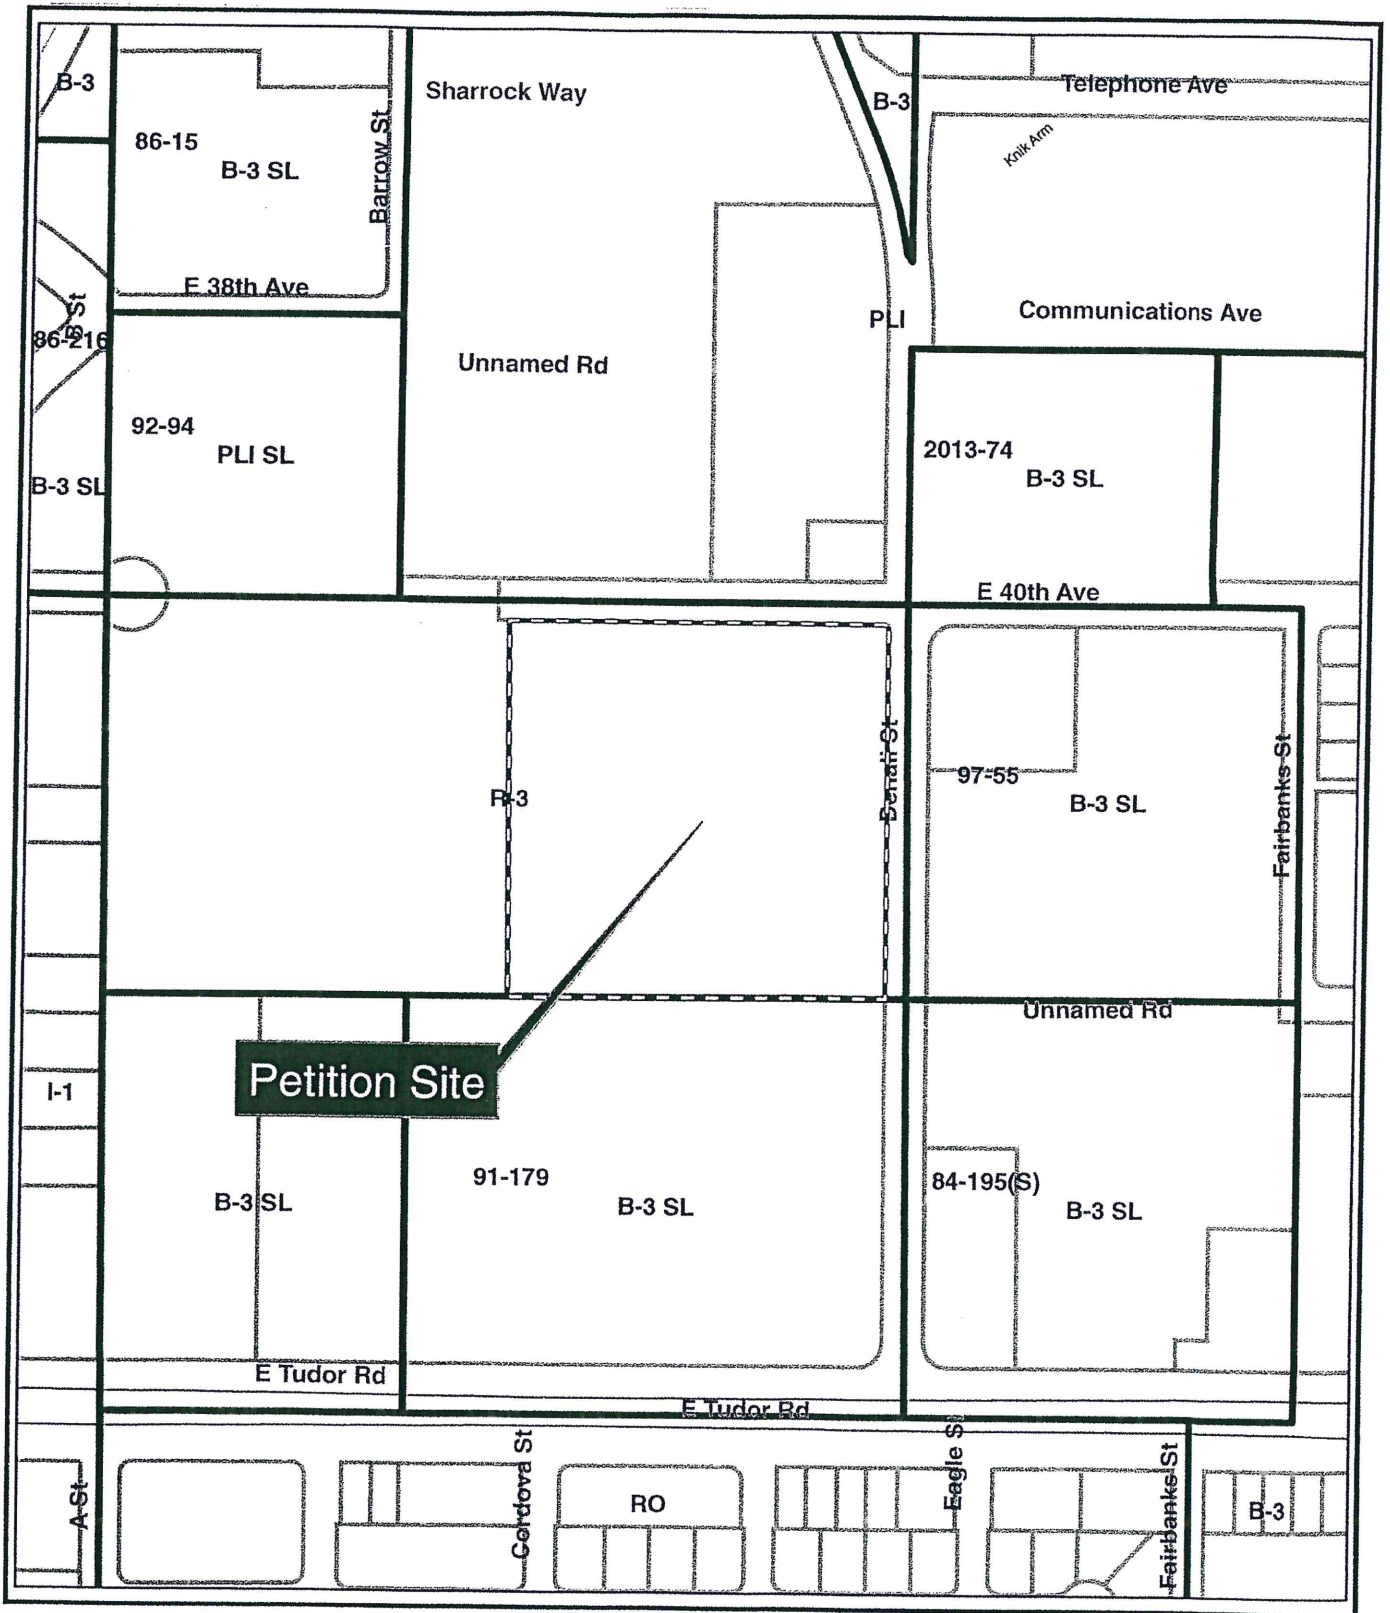 B-3
Sharrock Way
B-3
Telephone Ave
86-15
B-3 SL
Barrow St
Knik Arm
E 38th Ave
B St
86-216
PLI
Communications Ave
Unnamed Rd
92-94
PLI SL
B-3 SL
2013-74
B-3 SL
E 40th Ave
R-3
Denali St
97-55
B-3 SL
Fairbanks St
Unnamed Rd
Petition Site
I-1
91-179
B-3 SL
B-3 SL
84-195(S)
B-3 SL
E Tudor Rd
E Tudor Rd
A St
Cordova St
RO
Eagle St
Fairbanks St
B-3